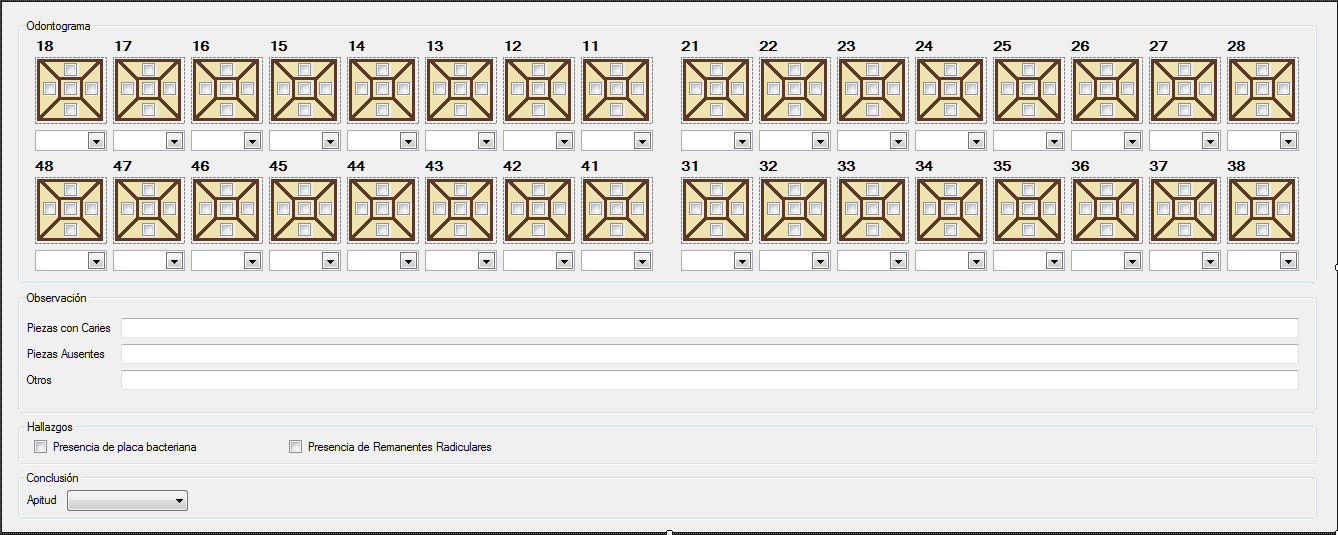 Odontograma
18 17 16 15 14 13 12 11 21 22 23 24 25 26 27 28
48 47 46 45 44 43 42 41 31 32 33 34 35 36 37 38
Observación
Piezas con Caries
Piezas Ausentes
Otros
Hallazgos
Presencia de placa bacteriana Presencia de Remanentes Radiculares
Conclusión
Apitud